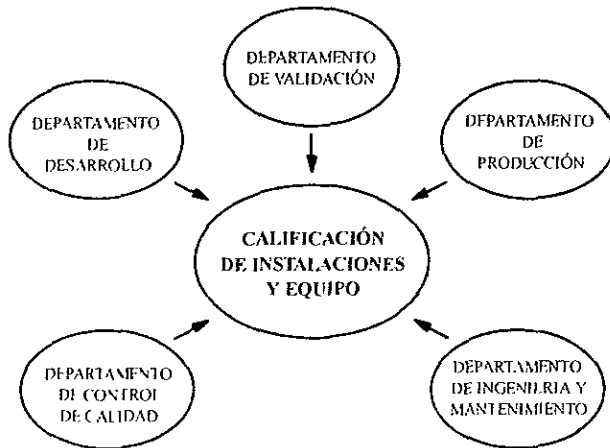 DEPARTAMENTO
DE VALIDACIÓN
DEPARTAMENTO
DE
DESARROLLO
DEPARTAMENTO
DE
PRODUCCIÓN
CALIFICACIÓN
DE INSTALACIONES
Y EQUIPO
DEPARTAMENTO
DE CONTROL
DE CALIDAD
DEPARTAMENTO
DE INGENIERIA Y
MANTENIMIENTO